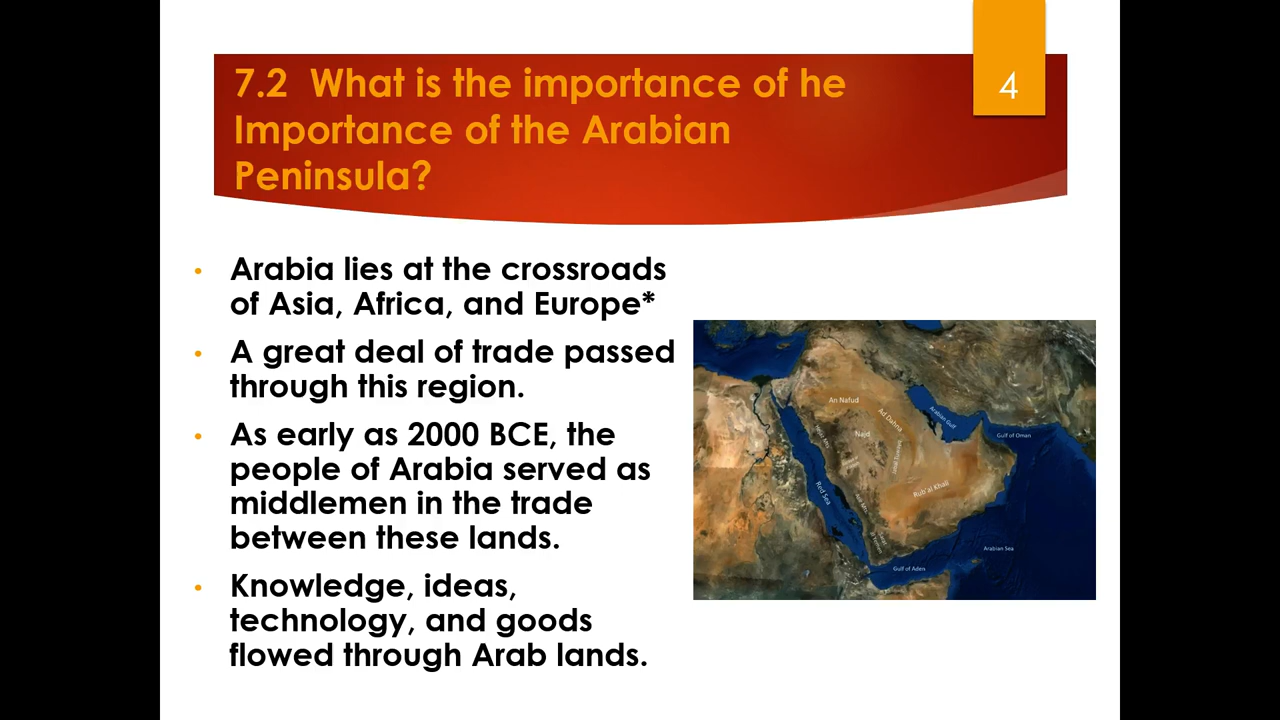 4
7.2 What is the importance of he
Importance of the Arabian
Peninsula?
• Arabia lies at the crossroads
of Asia, Africa, and Europe*
• A great deal of trade passed
through this region.
• As early as 2000 BCE, the
people of Arabia served as
middlemen in the trade
between these lands.
• Knowledge, ideas,
technology, and goods
flowed through Arab lands.
An Nafud
Ad Dahna
Arabian Gulf
Gulf of Oman
Najd
Red Sea
Rub'al Khali
Arabian Sea
Gulf of Aden